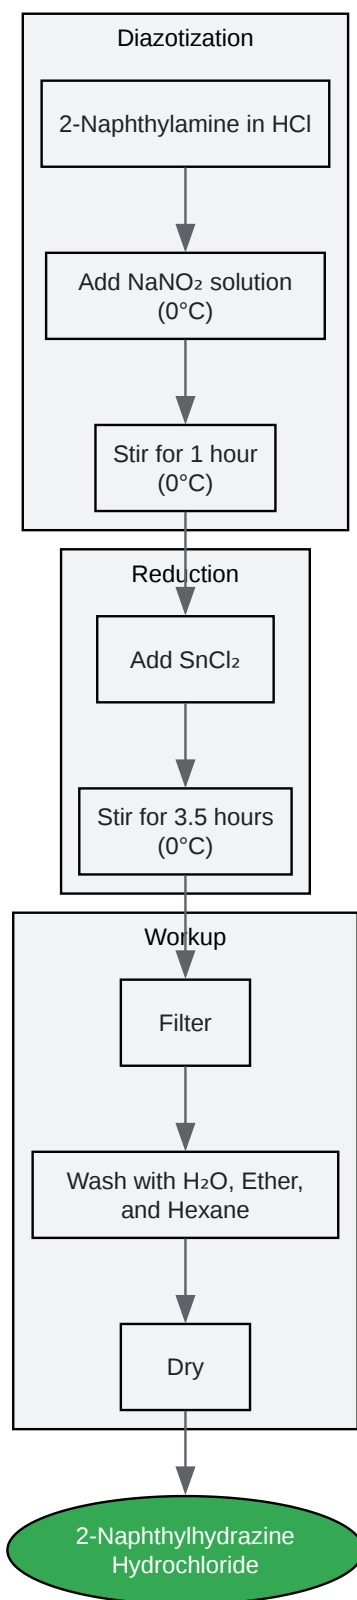 Diazotization
2-Naphthylamine in HCl
Add NaNO₂ solution
(0°C)
Stir for 1 hour
(0°C)
Reduction
Add SnCl₂
Stir for 3.5 hours
(0°C)
Workup
Filter
Wash with H₂O, Ether,
and Hexane
Dry
2-Naphthylhydrazine
Hydrochloride